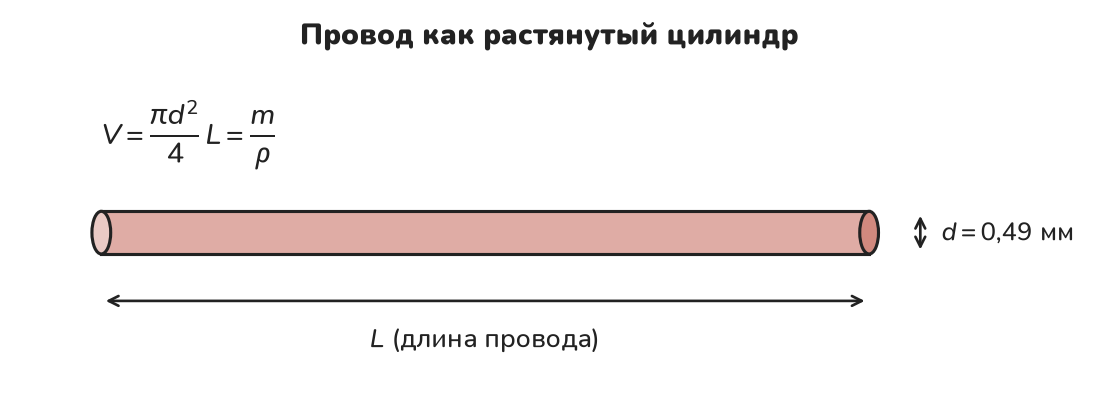 Провод как растянутый цилиндр
V = πd²/4 L = m/ρ
d = 0,49 мм
L (длина провода)